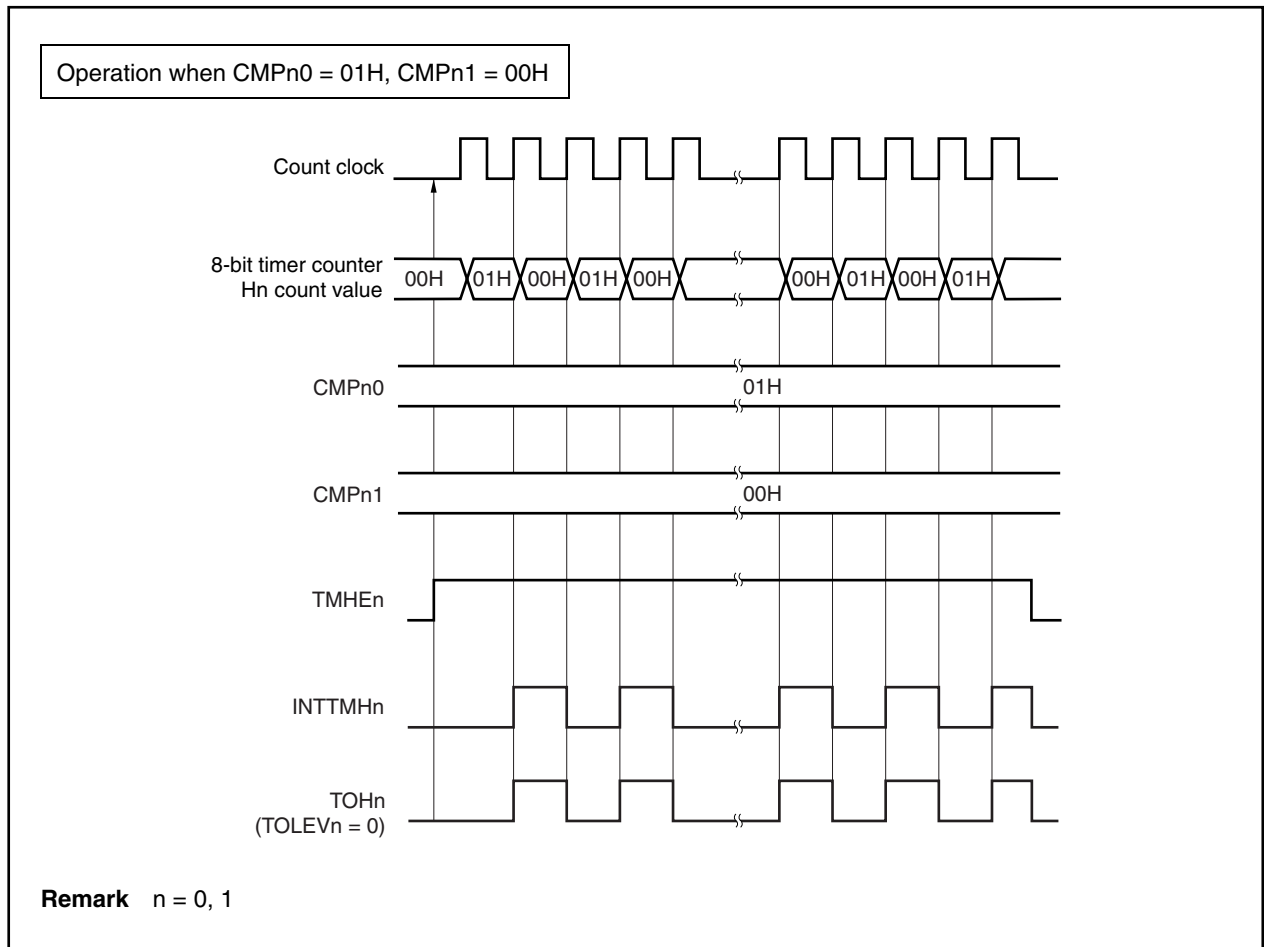 Operation when CMPn0 = 01H, CMPn1 = 00H
Count clock
8-bit timer counter
Hn count value
00H 01H 00H 01H 00H 00H 01H 00H 01H
CMPn0
01H
CMPn1
00H
TMHEn
INTTMHn
TOHn
(TOLEVn = 0)
Remark n = 0, 1